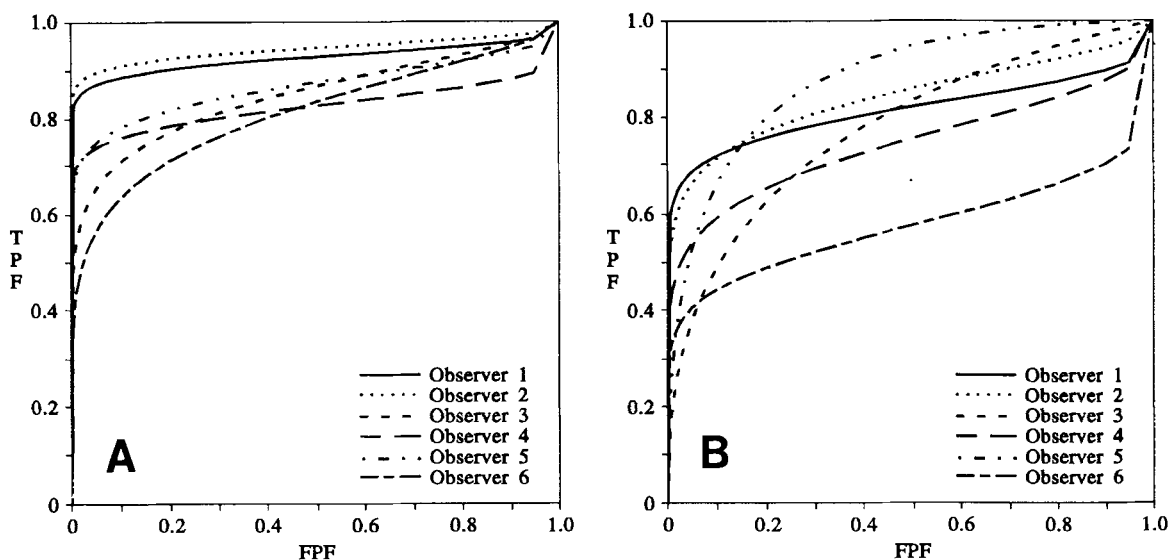 1.0
0.8
0.6
T
P
F
0.4
0.2
0
Observer 1
Observer 2
Observer 3
Observer 4
Observer 5
Observer 6
A
0 0.2 0.4 0.6 0.8 1.0
FPF
1.0
0.8
0.6
T
P
F
0.4
0.2
0
Observer 1
Observer 2
Observer 3
Observer 4
Observer 5
Observer 6
B
0 0.2 0.4 0.6 0.8 1.0
FPF